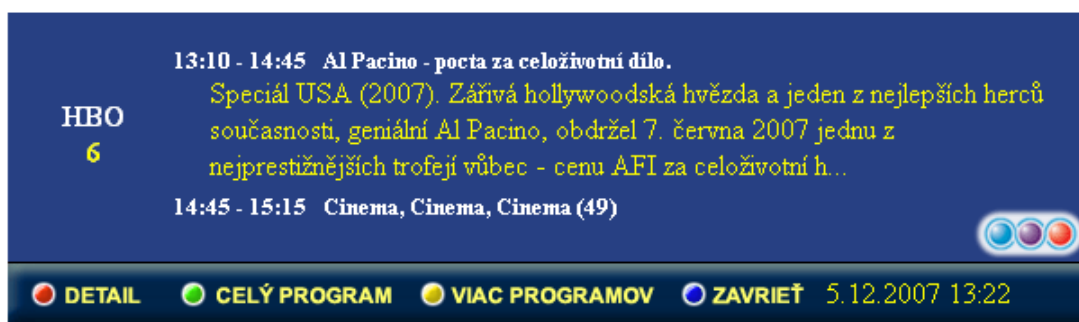 13:10 - 14:45 Al Pacino - pocta za celoživotní dílo.
Speciál USA (2007). Zářivá hollywoodská hvězda a jeden z nejlepších herců
současnosti, geniální Al Pacino, obdržel 7. června 2007 jednu z
nejprestižnějších trofejí vůbec - cenu AFI za celoživotní h...
HBO
6
14:45 - 15:15 Cinema, Cinema, Cinema (49)
DETAIL CELÝ PROGRAM VIAC PROGRAMOV ZAVRIEŤ 5.12.2007 13:22